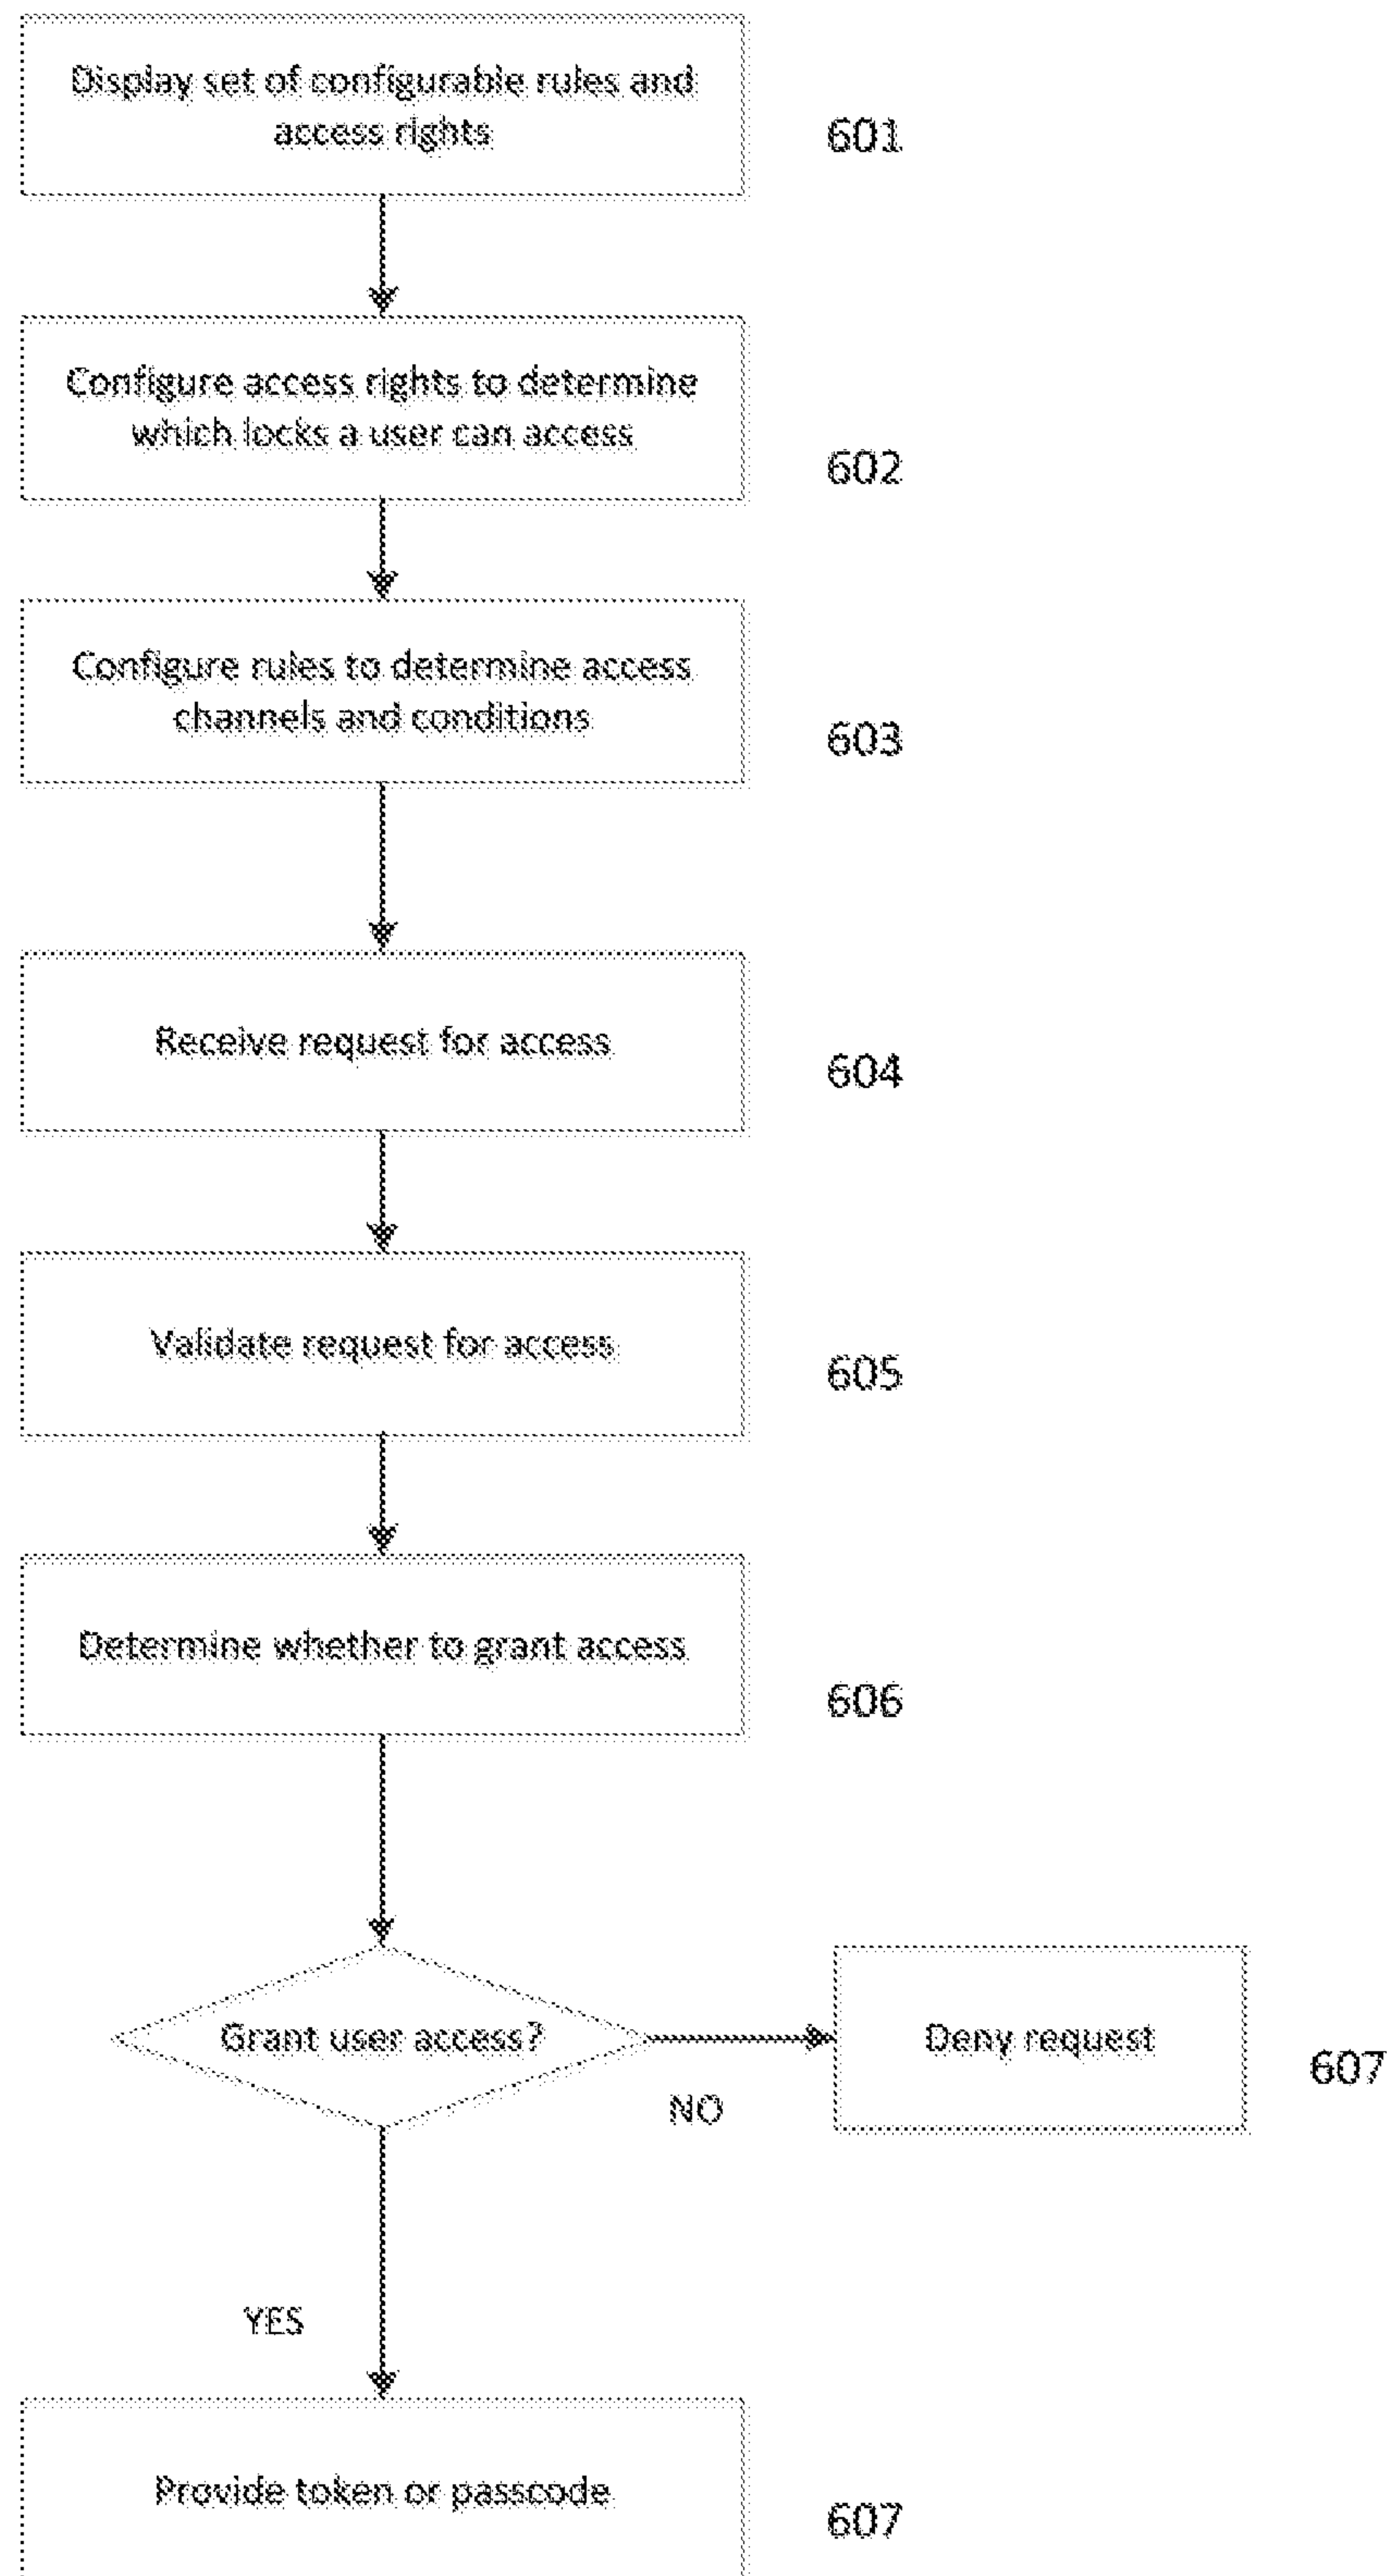 Display set of configurable rules and
access rights
601
Configure access rights to determine
which locks a user can access
602
Configure rules to determine access
channels and conditions
603
Receive request for access
604
Validate request for access
605
Determine whether to grant access
606
Grant user access?
Deny request
607
NO
YES
Provide token or passcode
607